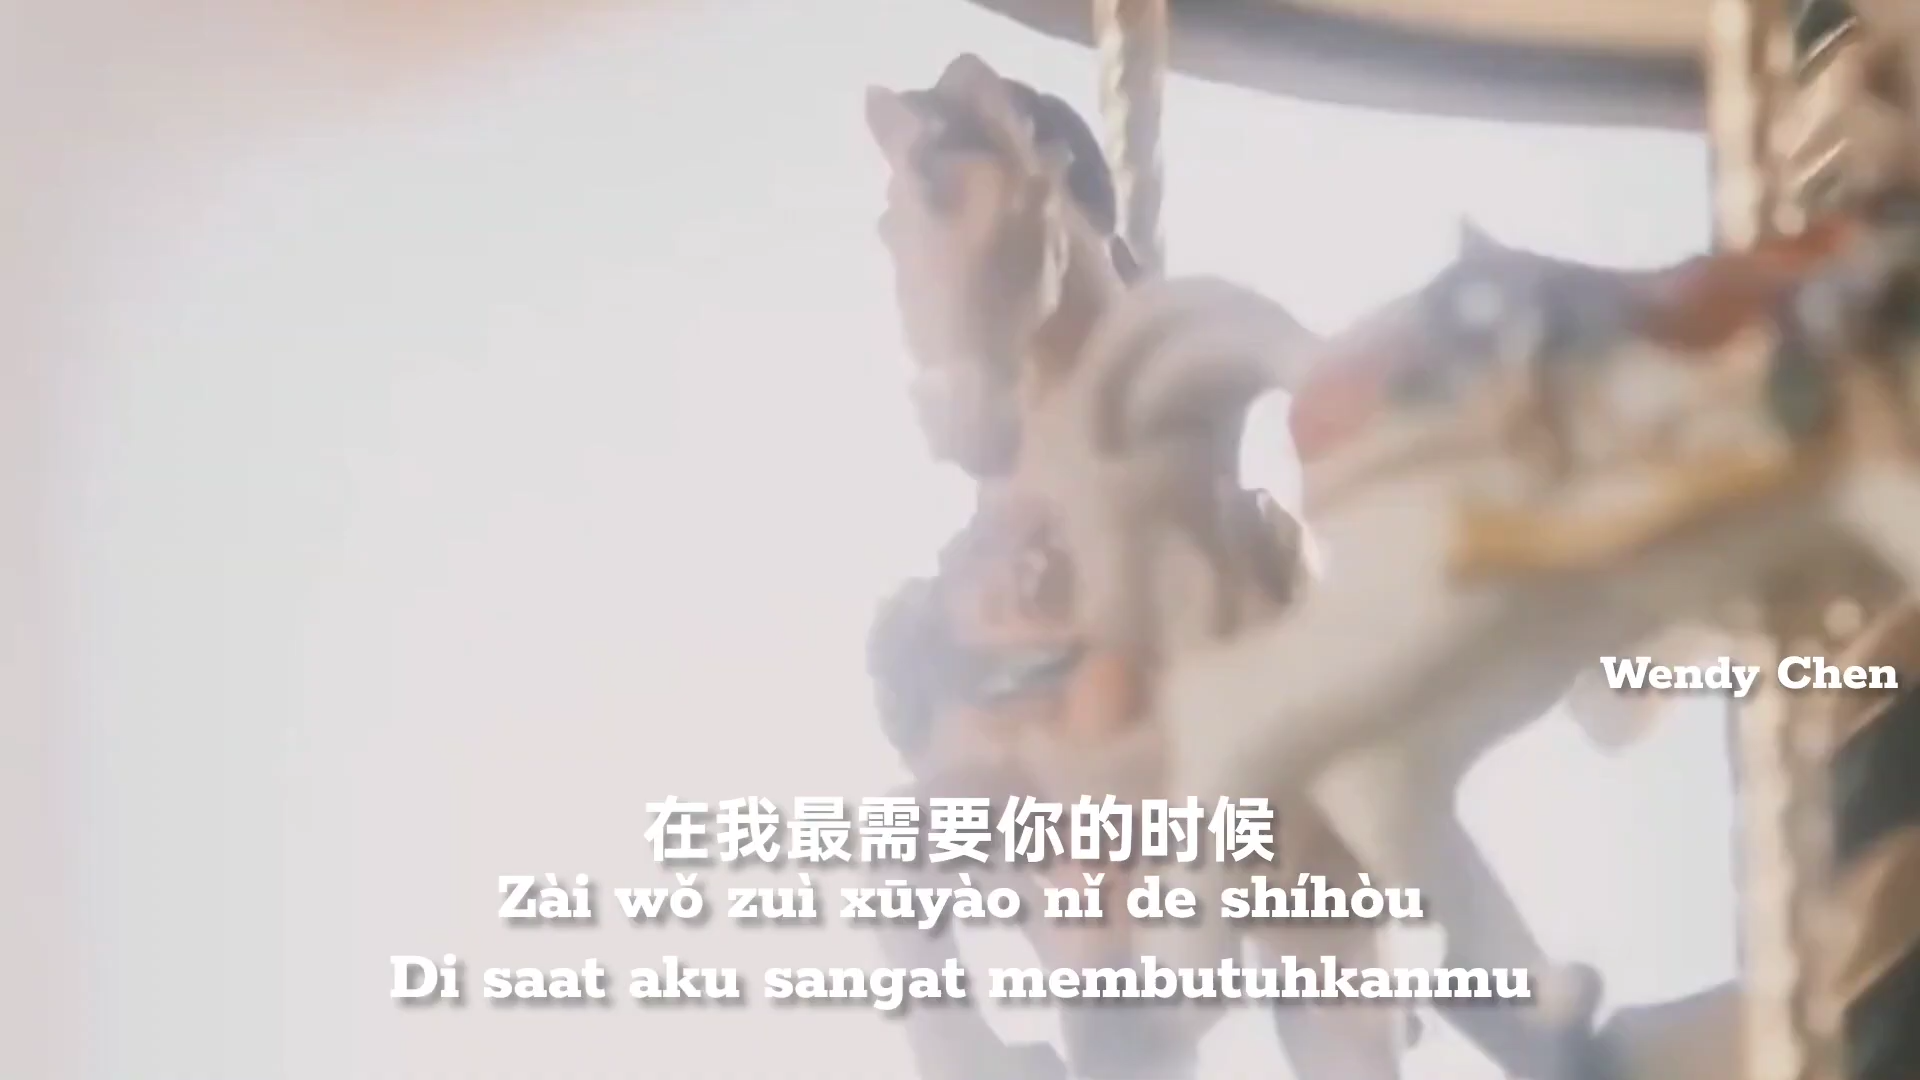 Wendy Chen
在我最需要你的时候
Zài wǒ zuì xūyào nǐ de shíhòu
Di saat aku sangat membutuhkanmu